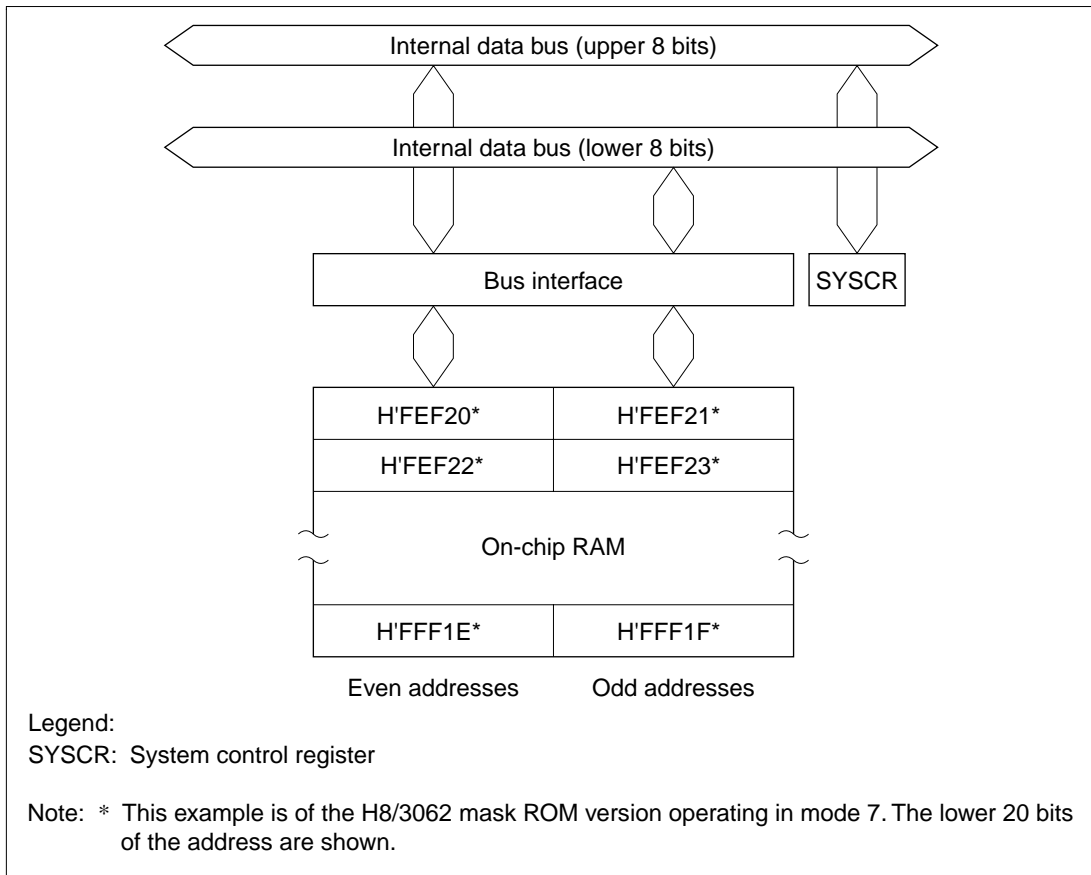 Internal data bus (upper 8 bits)
Internal data bus (lower 8 bits)
Bus interface
SYSCR
H'FEF20*
H'FEF21*
H'FEF22*
H'FEF23*
On-chip RAM
H'FFF1E*
H'FFF1F*
Even addresses
Odd addresses
Legend:
SYSCR: System control register
Note: * This example is of the H8/3062 mask ROM version operating in mode 7. The lower 20 bits
of the address are shown.